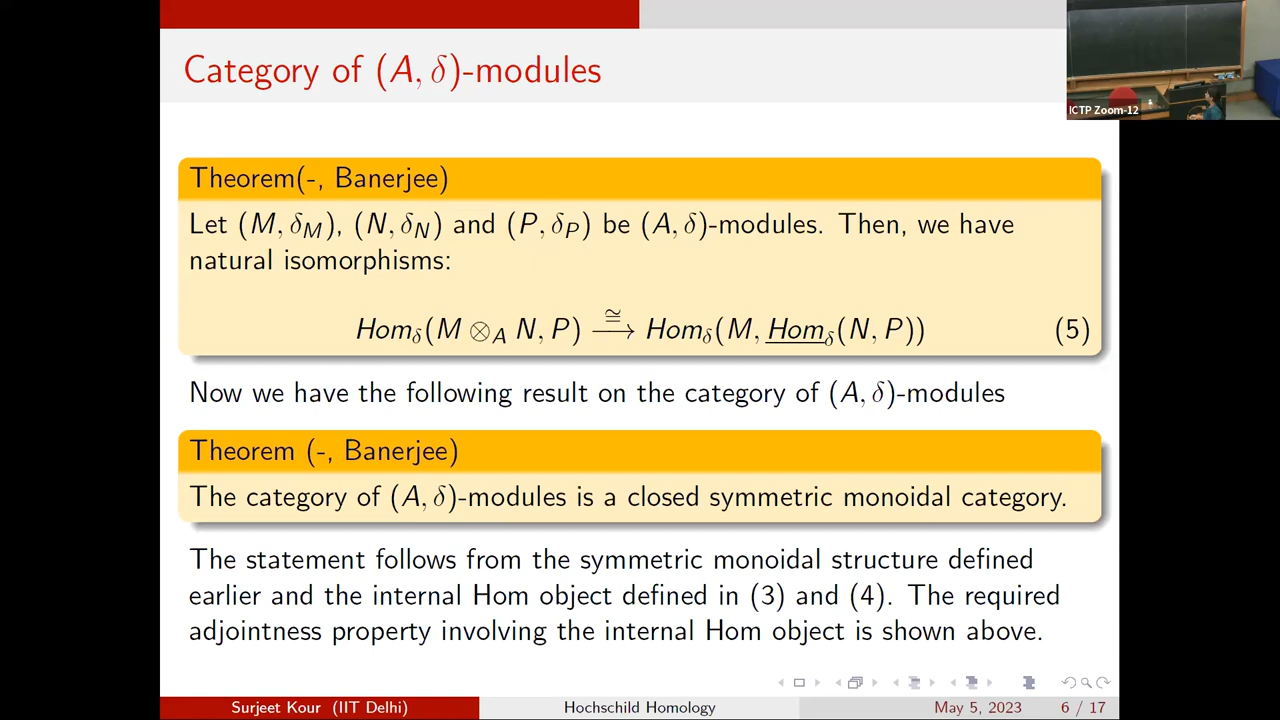 Category of (A, δ)-modules
ICTP Zoom-12
Theorem(-, Banerjee)
Let (M, δ_M), (N, δ_N) and (P, δ_P) be (A, δ)-modules. Then, we have
natural isomorphisms:
Hom_δ(M ⊗_A N, P) ≅⟶ Hom_δ(M, <u>Hom</u>_δ(N, P)) (5)
Now we have the following result on the category of (A, δ)-modules
Theorem (-, Banerjee)
The category of (A, δ)-modules is a closed symmetric monoidal category.
The statement follows from the symmetric monoidal structure defined
earlier and the internal Hom object defined in (3) and (4). The required
adjointness property involving the internal Hom object is shown above.
Surjeet Kour (IIT Delhi) Hochschild Homology May 5, 2023 6 / 17